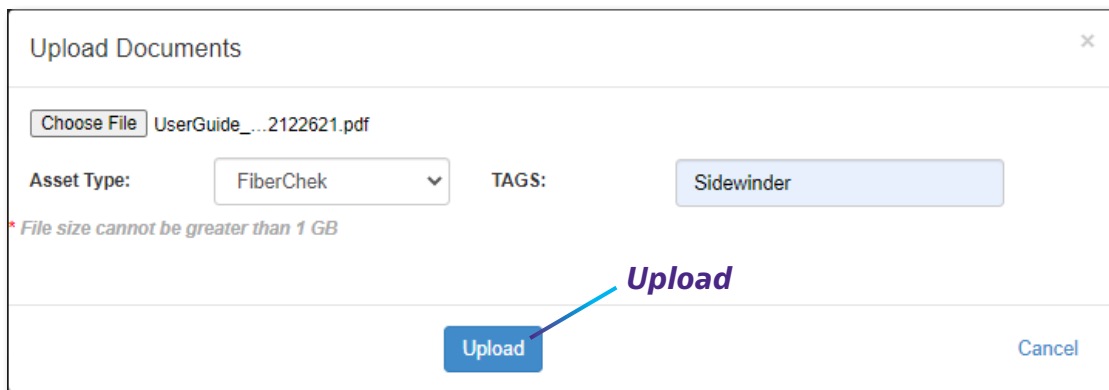 Upload Documents ×
Choose File UserGuide_...2122621.pdf
Asset Type: FiberChek TAGS: Sidewinder
* File size cannot be greater than 1 GB
Upload
Upload Cancel